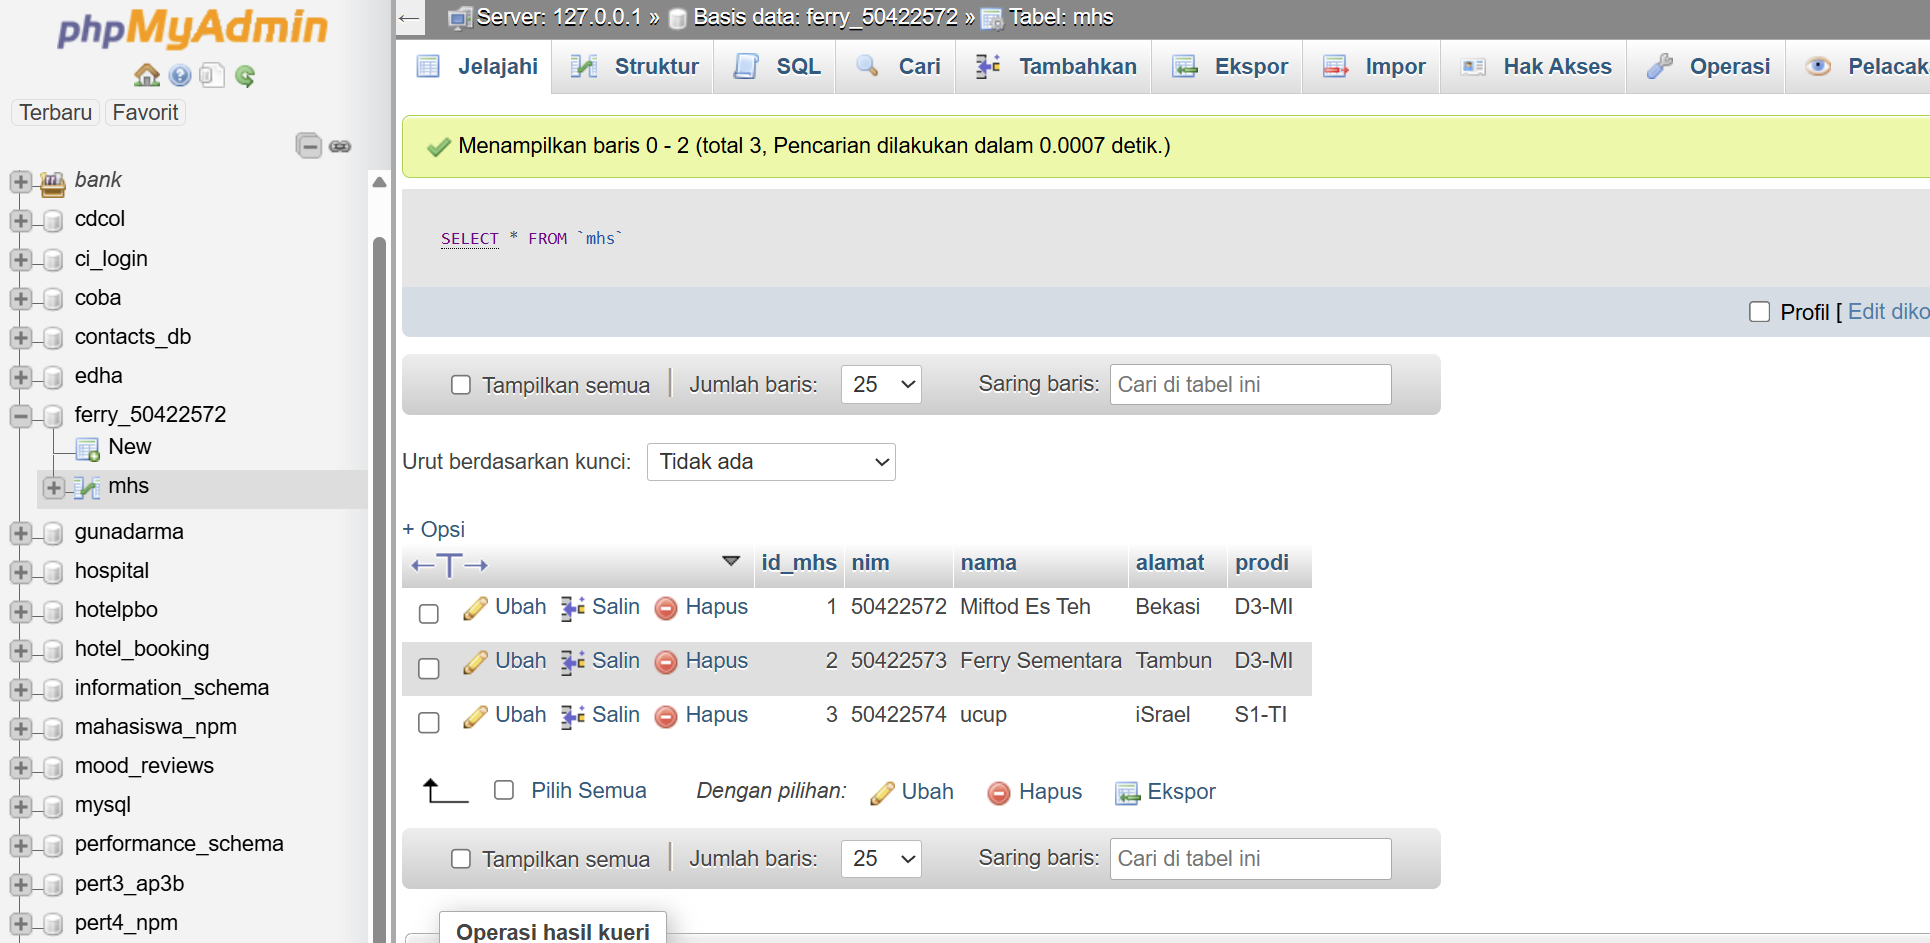 phpMyAdmin
Terbaru Favorit
bank
cdcol
ci_login
coba
contacts_db
edha
ferry_50422572
New
mhs
gunadarma
hospital
hotelpbo
hotel_booking
information_schema
mahasiswa_npm
mood_reviews
mysql
performance_schema
pert3_ap3b
pert4_npm
Server: 127.0.0.1 » Basis data: ferry_50422572 » Tabel: mhs
Jelajahi Struktur SQL Cari Tambahkan Ekspor Impor Hak Akses Operasi Pelacak
Menampilkan baris 0 - 2 (total 3, Pencarian dilakukan dalam 0.0007 detik.)
SELECT * FROM `mhs`
Profil [ Edit diko
Tampilkan semua | Jumlah baris: 25 Saring baris: Cari di tabel ini
Urut berdasarkan kunci: Tidak ada
+ Opsi
←T→ id_mhs nim nama alamat prodi
Ubah Salin Hapus 1 50422572 Miftod Es Teh Bekasi D3-MI
Ubah Salin Hapus 2 50422573 Ferry Sementara Tambun D3-MI
Ubah Salin Hapus 3 50422574 ucup iSrael S1-TI
Pilih Semua Dengan pilihan: Ubah Hapus Ekspor
Tampilkan semua | Jumlah baris: 25 Saring baris: Cari di tabel ini
Operasi hasil kueri